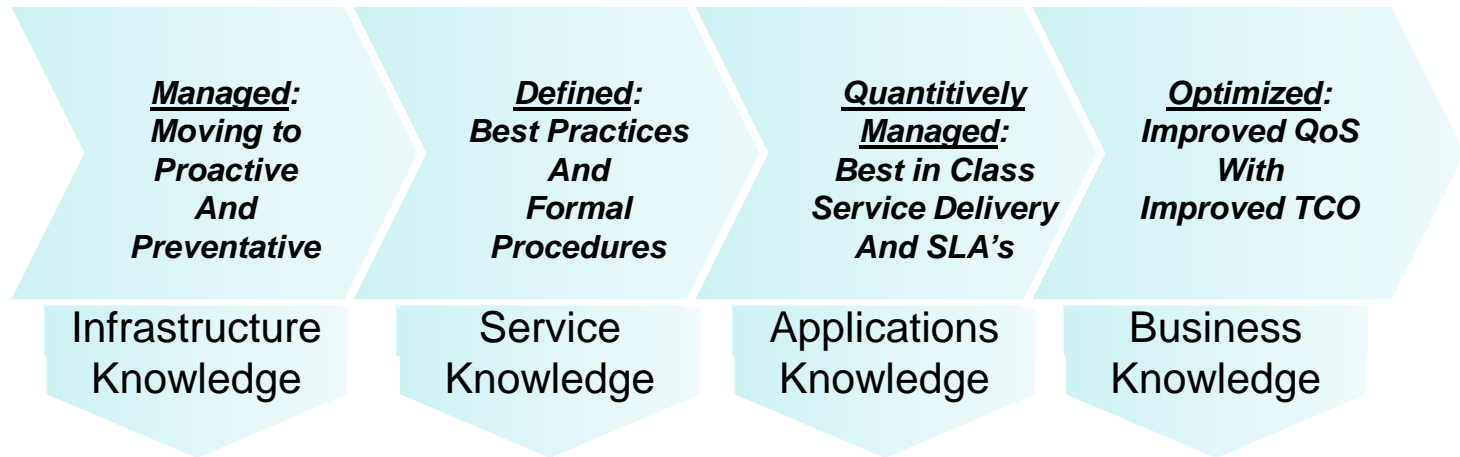 Managed:
Moving to
Proactive
And
Preventative
Defined:
Best Practices
And
Formal
Procedures
Quantitively
Managed:
Best in Class
Service Delivery
And SLA's
Optimized:
Improved QoS
With
Improved TCO
Infrastructure
Knowledge
Service
Knowledge
Applications
Knowledge
Business
Knowledge